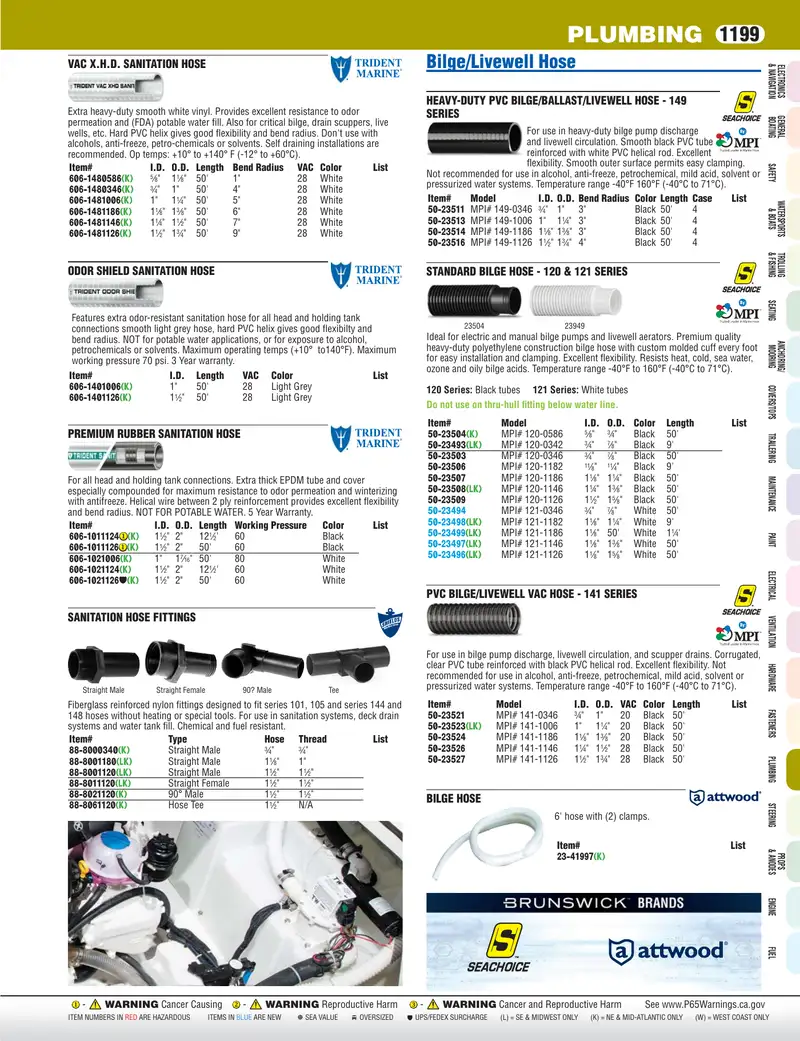 PLUMBING 1199
VAC X.H.D. SANITATION HOSE
TRIDENT
MARINE
TRIDENT VAC XHD SANITAT
Extra heavy-duty smooth white vinyl. Provides excellent resistance to odor
permeation and (FDA) potable water fill. Also for critical bilge, drain scuppers, live
wells, etc. Hard PVC helix gives good flexibility and bend radius. Don't use with
alcohols, anti-freeze, petro-chemicals or solvents. Self draining installations are
recommended. Op temps: +10° to +140° F (-12° to +60°C).
Item# I.D. O.D. Length Bend Radius VAC Color List
606-1480586(K) ⅝" 1⅛" 50' 1" 28 White
606-1480346(K) ¾" 1" 50' 4" 28 White
606-1481006(K) 1" 1¼" 50' 5" 28 White
606-1481186(K) 1⅛" 1⅜" 50' 6" 28 White
606-1485146(K) 1¼" 1½" 50' 7" 28 White
606-1481126(K) 1½" 1¾" 50' 9" 28 White
ODOR SHIELD SANITATION HOSE
TRIDENT
MARINE
TRIDENT ODOR SHIE
Features extra odor-resistant sanitation hose for all head and holding tank
connections smooth light grey hose, hard PVC helix gives good flexibilty and
bend radius. NOT for potable water applications, or for exposure to alcohol,
petrochemicals or solvents. Maximum operating temps (+10° to140°F). Maximum
working pressure 70 psi. 3 Year warranty.
Item# I.D. Length VAC Color List
606-1401006(K) 1" 50' 28 Light Grey
606-1401126(K) 1½" 50' 28 Light Grey
PREMIUM RUBBER SANITATION HOSE
TRIDENT
MARINE
TRIDENT SANIT
For all head and holding tank connections. Extra thick EPDM tube and cover
especially compounded for maximum resistance to odor permeation and winterizing
with antifreeze. Helical wire between 2 ply reinforcement provides excellent flexibility
and bend radius. NOT FOR POTABLE WATER. 5 Year Warranty.
Item# I.D. O.D. Length Working Pressure Color List
606-1011124(K) 1½" 2" 12½' 60 Black
606-1011126(K) 1½" 2" 50' 60 Black
606-1021006(K) 1" 50' 80 White
606-1021124(K) 1½" 2" 12½' 60 White
606-1021126(K) 1½" 2" 50' 60 White
SANITATION HOSE FITTINGS
SHIELDS
Straight Male Straight Female 90? Male Tee
Fiberglass reinforced nylon fittings designed to fit series 101, 105 and series 144 and
148 hoses without heating or special tools. For use in sanitation systems, deck drain
systems and water tank fill. Chemical and fuel resistant.
Item# Type Hose Thread List
88-8000340(K) Straight Male ¾" ¾"
88-8001180(LK) Straight Male 1⅛" 1"
88-8001120(LK) Straight Male 1½" 1½"
88-8011120(LK) Straight Female 1½" 1½"
88-8021120(K) 90° Male 1½" 1½"
88-8061120(K) Hose Tee 1½" N/A
Bilge/Livewell Hose
HEAVY-DUTY PVC BILGE/BALLAST/LIVEWELL HOSE - 149
SERIES
SEACHOICE
By
MPI
For use in heavy-duty bilge pump discharge
and livewell circulation. Smooth black PVC tube
reinforced with white PVC helical rod. Excellent
flexibility. Smooth outer surface permits easy clamping.
Not recommended for use in alcohol, anti-freeze, petrochemical, mild acid, solvent or
pressurized water systems. Temperature range -40°F 160°F (-40°C to 71°C).
Item# Model I.D. O.D. Bend Radius Color Length Case List
50-23511 MPI# 149-0346 ¾" 1" 3" Black 50' 4
50-23513 MPI# 149-1006 1" 1¼" 3" Black 50' 4
50-23514 MPI# 149-1186 1⅛" 1⅜" 3" Black 50' 4
50-23516 MPI# 149-1126 1½" 1¾" 4" Black 50' 4
STANDARD BILGE HOSE - 120 & 121 SERIES
SEACHOICE
By
MPI
23504 23949
Ideal for electric and manual bilge pumps and livewell aerators. Premium quality
heavy-duty polyethylene construction bilge hose with custom molded cuff every foot
for easy installation and clamping. Excellent flexibility. Resists heat, cold, sea water,
ozone and oily bilge acids. Temperature range -40°F to 160°F (-40°C to 71°C).
120 Series: Black tubes 121 Series: White tubes
Do not use on thru-hull fitting below water line.
Item# Model I.D. O.D. Color Length List
50-23504(K) MPI# 120-0586 ⅝" ¾" Black 50'
50-23493(LK) MPI# 120-0342 ¾" ⅞" Black 9'
50-23503 MPI# 120-0346 ¾" ⅞" Black 50'
50-23506 MPI# 120-1182 1⅛" 1¼" Black 9'
50-23507 MPI# 120-1186 1⅛" 1¼" Black 50'
50-23508(LK) MPI# 120-1146 1¼" 1⅜" Black 50'
50-23509 MPI# 120-1126 1½" 1⅝" Black 50'
50-23494 MPI# 121-0346 ¾" ⅞" White 50'
50-23498(LK) MPI# 121-1182 1⅛" 1¼" White 9'
50-23499(LK) MPI# 121-1186 1⅛" 50' White 1¼'
50-23497(LK) MPI# 121-1146 1⅛" 1⅜" White 50'
50-23496(LK) MPI# 121-1126 1½" 1⅝" White 50'
PVC BILGE/LIVEWELL VAC HOSE - 141 SERIES
SEACHOICE
By
MPI
For use in bilge pump discharge, livewell circulation, and scupper drains. Corrugated,
clear PVC tube reinforced with black PVC helical rod. Excellent flexibility. Not
recommended for use in alcohol, anti-freeze, petrochemical, mild acid, solvent or
pressurized water systems. Temperature range -40°F to 160°F (-40°C to 71°C).
Item# Model I.D. O.D. VAC Color Length List
50-23521 MPI# 141-0346 ¾" 1" 20 Black 50'
50-23523(LK) MPI# 141-1006 1" 1¼" 20 Black 50'
50-23524 MPI# 141-1186 1⅛" 1⅜" 20 Black 50'
50-23526 MPI# 141-1146 1¼" 1½" 28 Black 50'
50-23527 MPI# 141-1126 1½" 1¾" 28 Black 50'
BILGE HOSE
attwood
6' hose with (2) clamps.
Item# List
23-41997(K)
BRUNSWICK BRANDS
SEACHOICE
attwood
ELECTRONICS & NAVIGATION
GENERAL BOATING
SAFETY
WATERSPORTS & BOATS
TROLLING & FISHING
SEATING
ANCHORING/ MOORING
COVERS/TOPS
TRAILERING
MAINTENANCE
PAINT
ELECTRICAL
VENTILATION
HARDWARE
FASTENERS
PLUMBING
STEERING
PROPS & ANODES
ENGINE
FUEL
1 - WARNING Cancer Causing 2 - WARNING Reproductive Harm 3 - WARNING Cancer and Reproductive Harm See www.P65Warnings.ca.gov
ITEM NUMBERS IN RED ARE HAZARDOUS ITEMS IN BLUE ARE NEW SEA VALUE OVERSIZED UPS/FEDEX SURCHARGE (L) = SE & MIDWEST ONLY (K) = NE & MID-ATLANTIC ONLY (W) = WEST COAST ONLY